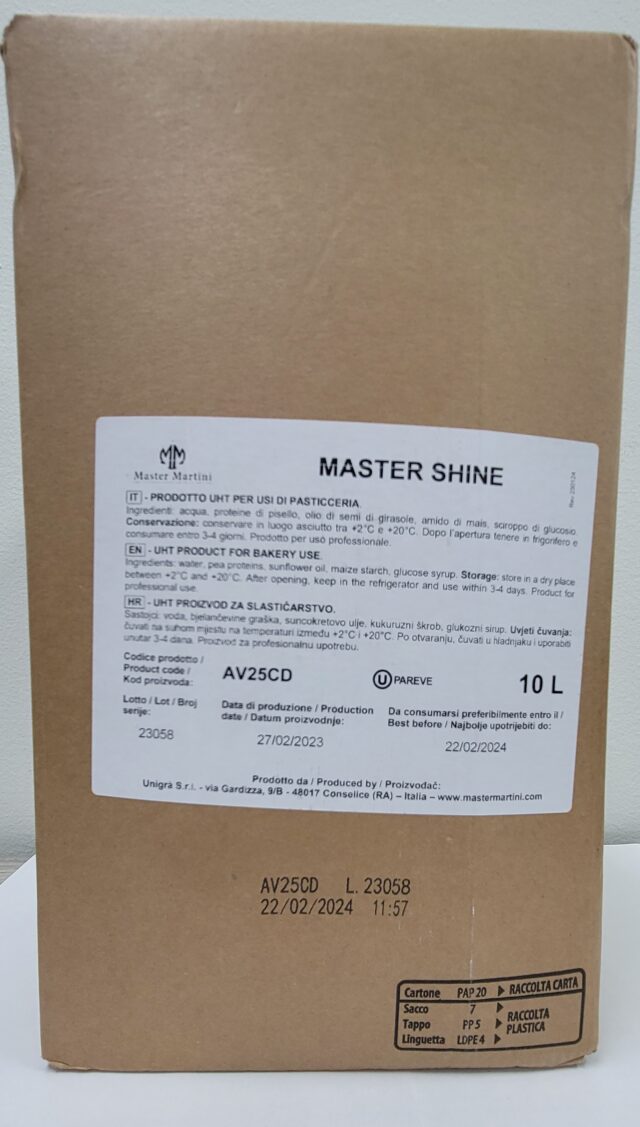 Master Martini
MASTER SHINE
Rev.230124
IT - PRODOTTO UHT PER USI DI PASTICCERIA.
Ingredienti: acqua, proteine di pisello, olio di semi di girasole, amido di mais, sciroppo di glucosio.
Conservazione: conservare in luogo asciutto tra +2°C e +20°C. Dopo l'apertura tenere in frigorifero e
consumare entro 3-4 giorni. Prodotto per uso professionale.
EN - UHT PRODUCT FOR BAKERY USE.
Ingredients: water, pea proteins, sunflower oil, maize starch, glucose syrup. Storage: store in a dry place
between +2°C and +20°C. After opening, keep in the refrigerator and use within 3-4 days. Product for
professional use.
HR - UHT PROIZVOD ZA SLASTIČARSTVO.
Sastojci: voda, bjelančevine graška, suncokretovo ulje, kukuruzni škrob, glukozni sirup. Uvjeti čuvanja:
čuvati na suhom mjestu na temperaturi između +2°C i +20°C. Po otvaranju, čuvati u hladnjaku i uporabiti
unutar 3-4 dana. Proizvod za profesionalnu upotrebu.
Codice prodotto /
Product code /
Kod proizvoda:
AV25CD
U PAREVE
10 L
Lotto / Lot / Broj
serije:
23058
Data di produzione / Production
date / Datum proizvodnje:
27/02/2023
Da consumarsi preferibilmente entro il /
Best before / Najbolje upotrijebiti do:
22/02/2024
Prodotto da / Produced by / Proizvođač:
Unigrà S.r.l. - via Gardizza, 9/B - 48017 Conselice (RA) – Italia – www.mastermartini.com
AV25CD L.23058
22/02/2024 11:57
Cartone PAP 20 RACCOLTA CARTA
Sacco 7
Tappo PP 5
Linguetta LDPE 4
RACCOLTA
PLASTICA